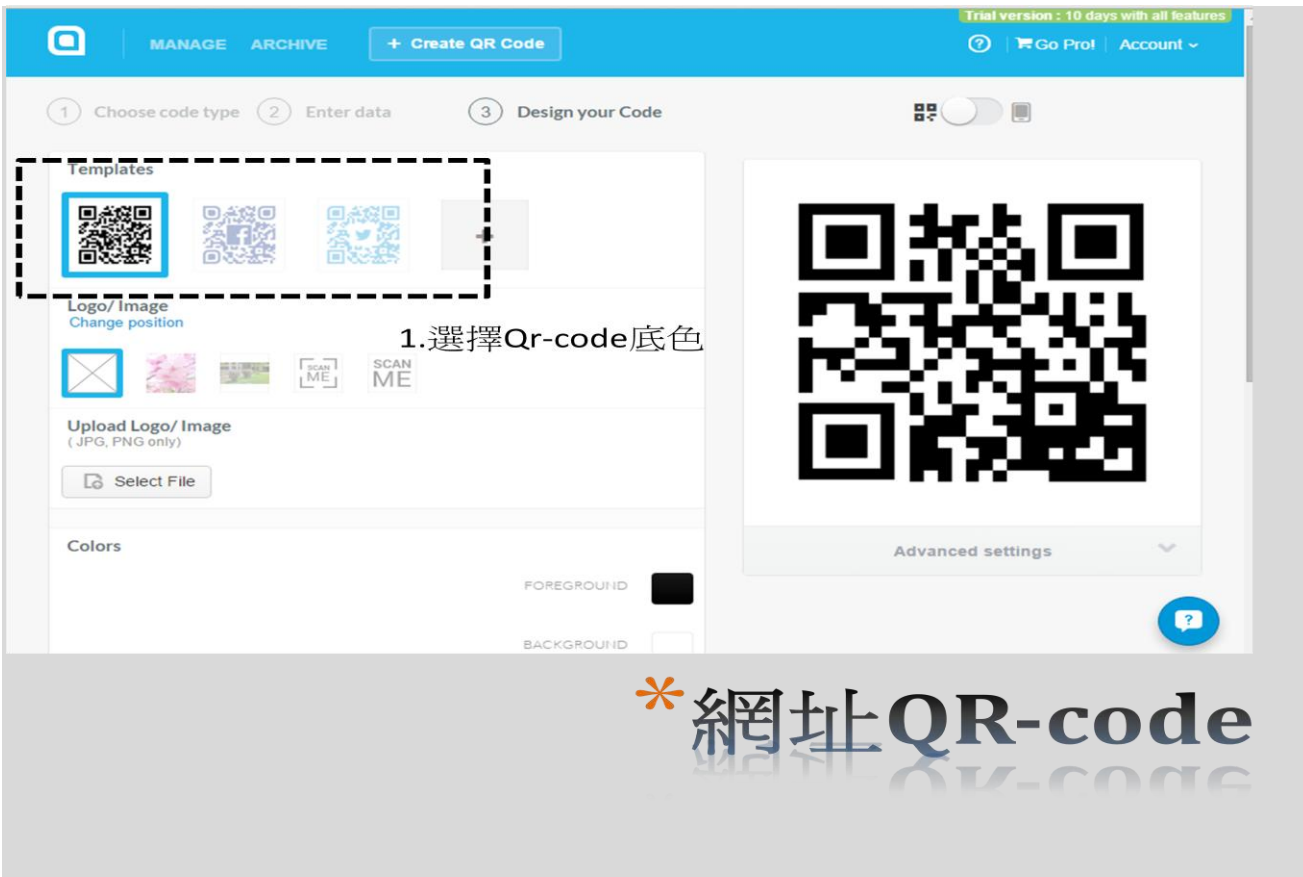 Trial version : 10 days with all features
MANAGE ARCHIVE + Create QR Code
Go Pro! Account
1 Choose code type 2 Enter data 3 Design your Code
Templates
Logo/ Image
Change position
1.選擇Qr-code底色
SCAN ME
SCAN ME
Upload Logo/ Image
( JPG, PNG only)
Select File
Colors
Advanced settings
FOREGROUND
BACKGROUND
*網址QR-code